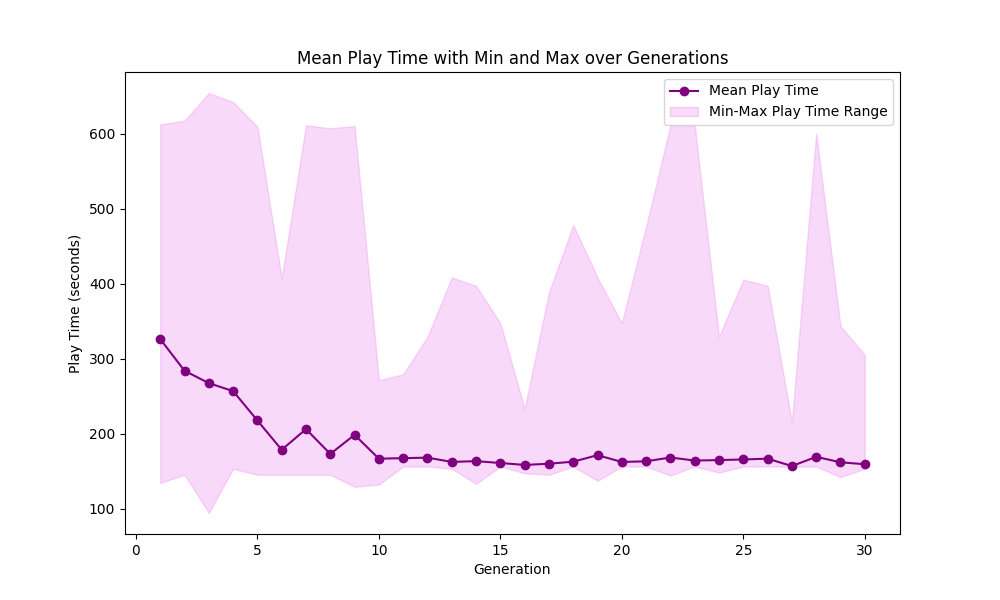 Mean Play Time with Min and Max over Generations
Mean Play Time
Min-Max Play Time Range
600
500
400
300
200
100
Play Time (seconds)
0 5 10 15 20 25 30
Generation